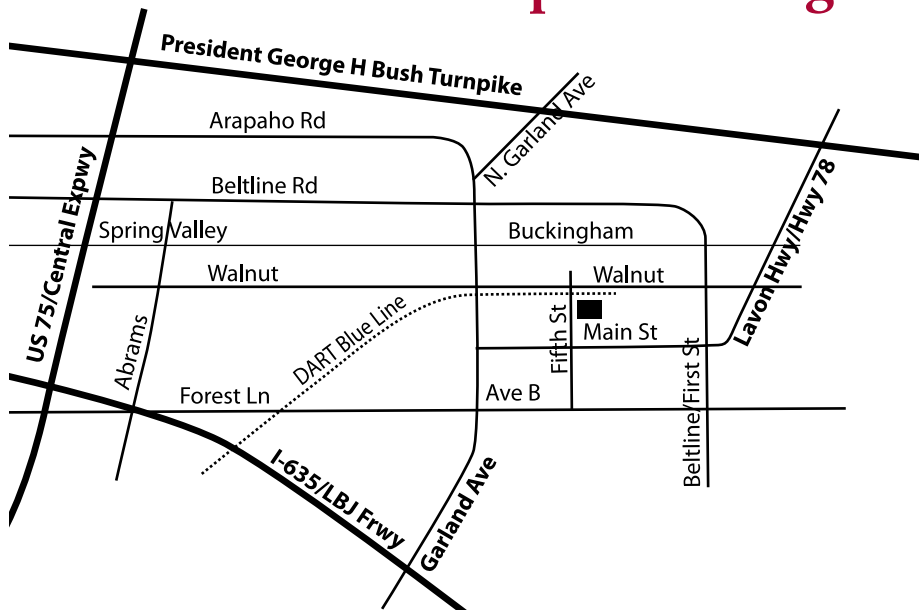 President George H Bush Turnpike
N. Garland Ave
Arapaho Rd
Beltline Rd
US 75/Central Expwy
Spring Valley
Buckingham
Lavon Hwy/Hwy 78
Walnut
Walnut
DART Blue Line
Fifth St
Main St
Abrams
Beltline/First St
Forest Ln
Ave B
I-635/LBJ Frwy
Garland Ave